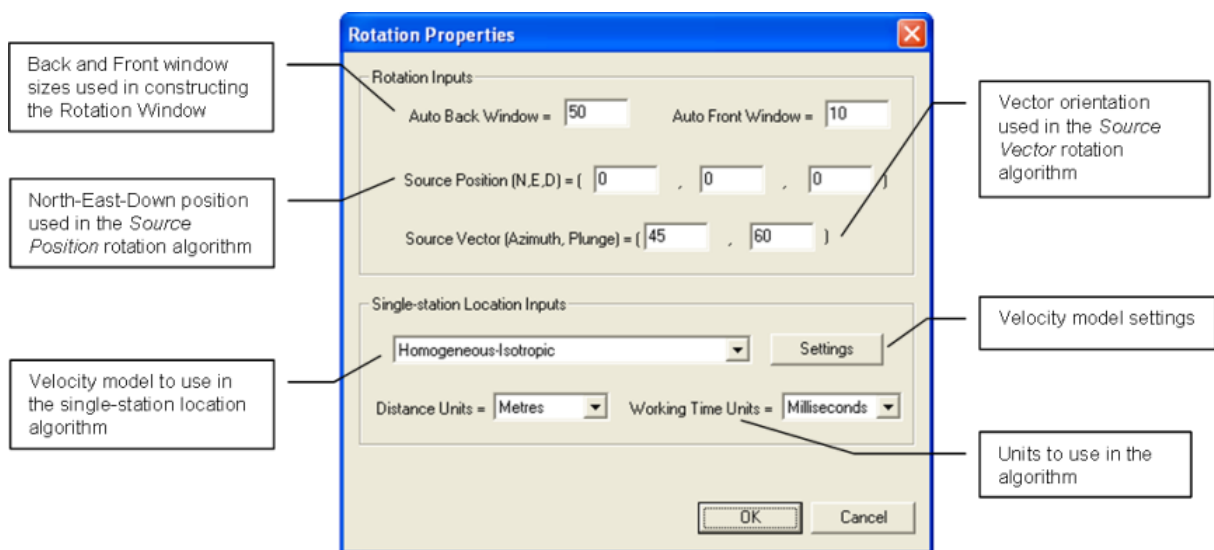 Rotation Properties
Back and Front window
sizes used in constructing
the Rotation Window
North-East-Down position
used in the Source
Position rotation algorithm
Velocity model to use in
the single-station location
algorithm
Rotation Inputs
Auto Back Window = 50 Auto Front Window = 10
Source Position (N,E,D) = ( 0 , 0 , 0 )
Source Vector (Azimuth, Plunge) = ( 45 , 60 )
Single-station Location Inputs
Homogeneous-Isotropic Settings
Distance Units = Metres Working Time Units = Milliseconds
OK Cancel
Vector orientation
used in the Source
Vector rotation
algorithm
Velocity model settings
Units to use in the
algorithm